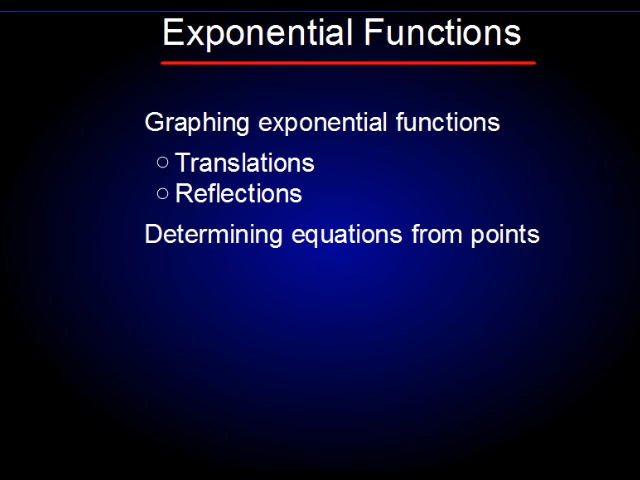 Exponential Functions
Graphing exponential functions
○ Translations
○ Reflections
Determining equations from points